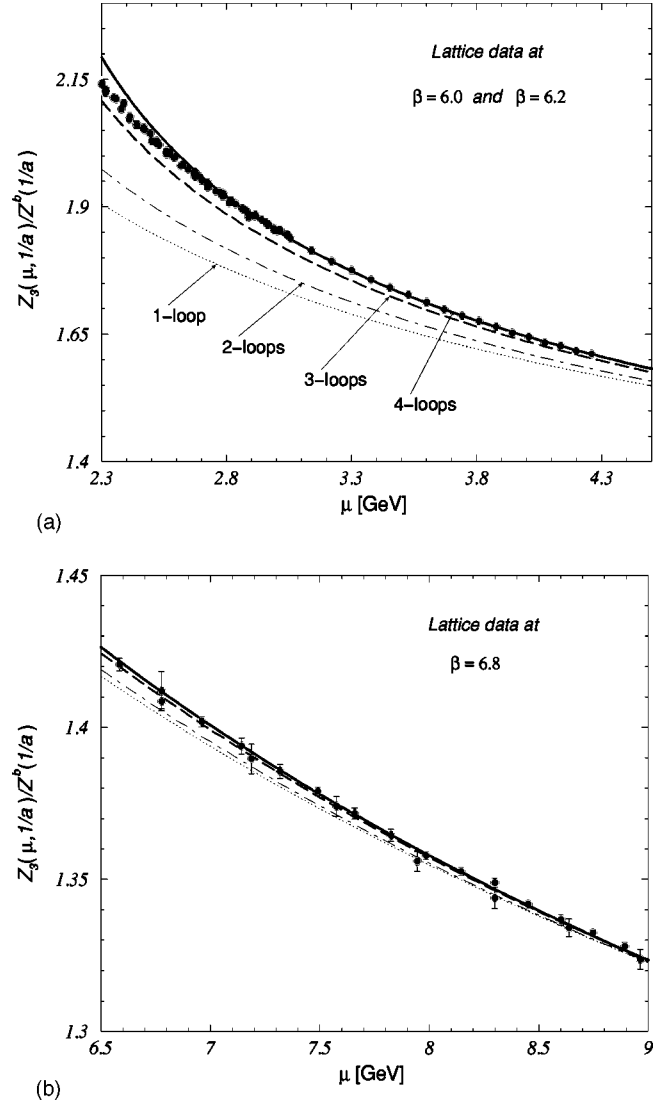 2.15
1.9
1.65
1.4
Z₃(μ,1/a)/Zᵇ(1/a)
Lattice data at
β = 6.0 and β = 6.2
1–loop
2–loops
3–loops
4–loops
2.3 2.8 3.3 3.8 4.3
μ [GeV]
(a)
1.45
1.4
1.35
1.3
Z₃(μ,1/a)/Zᵇ(1/a)
Lattice data at
β = 6.8
6.5 7 7.5 8 8.5 9
μ [GeV]
(b)